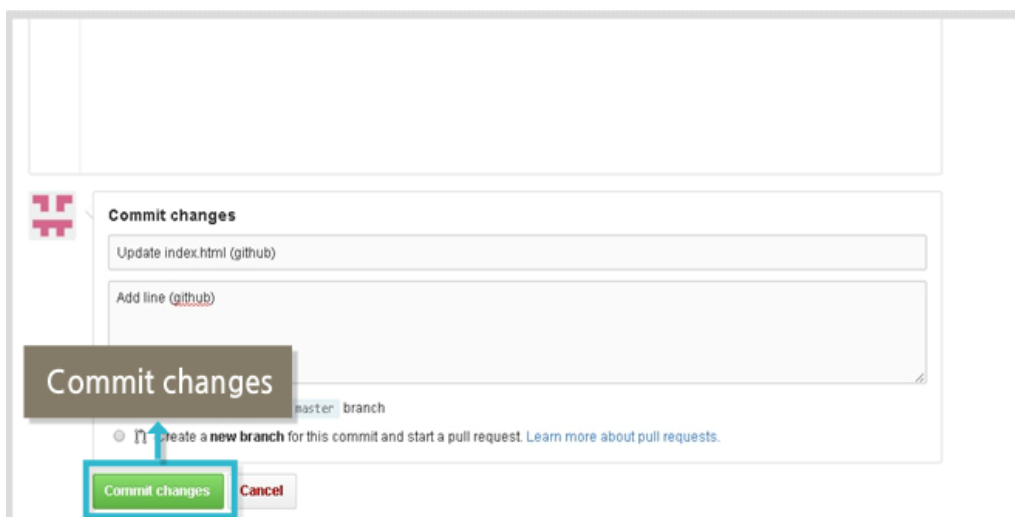 Commit changes
Update index.html (github)
Add line (github)
Commit changes
master branch
Create a new branch for this commit and start a pull request. Learn more about pull requests.
Commit changes Cancel